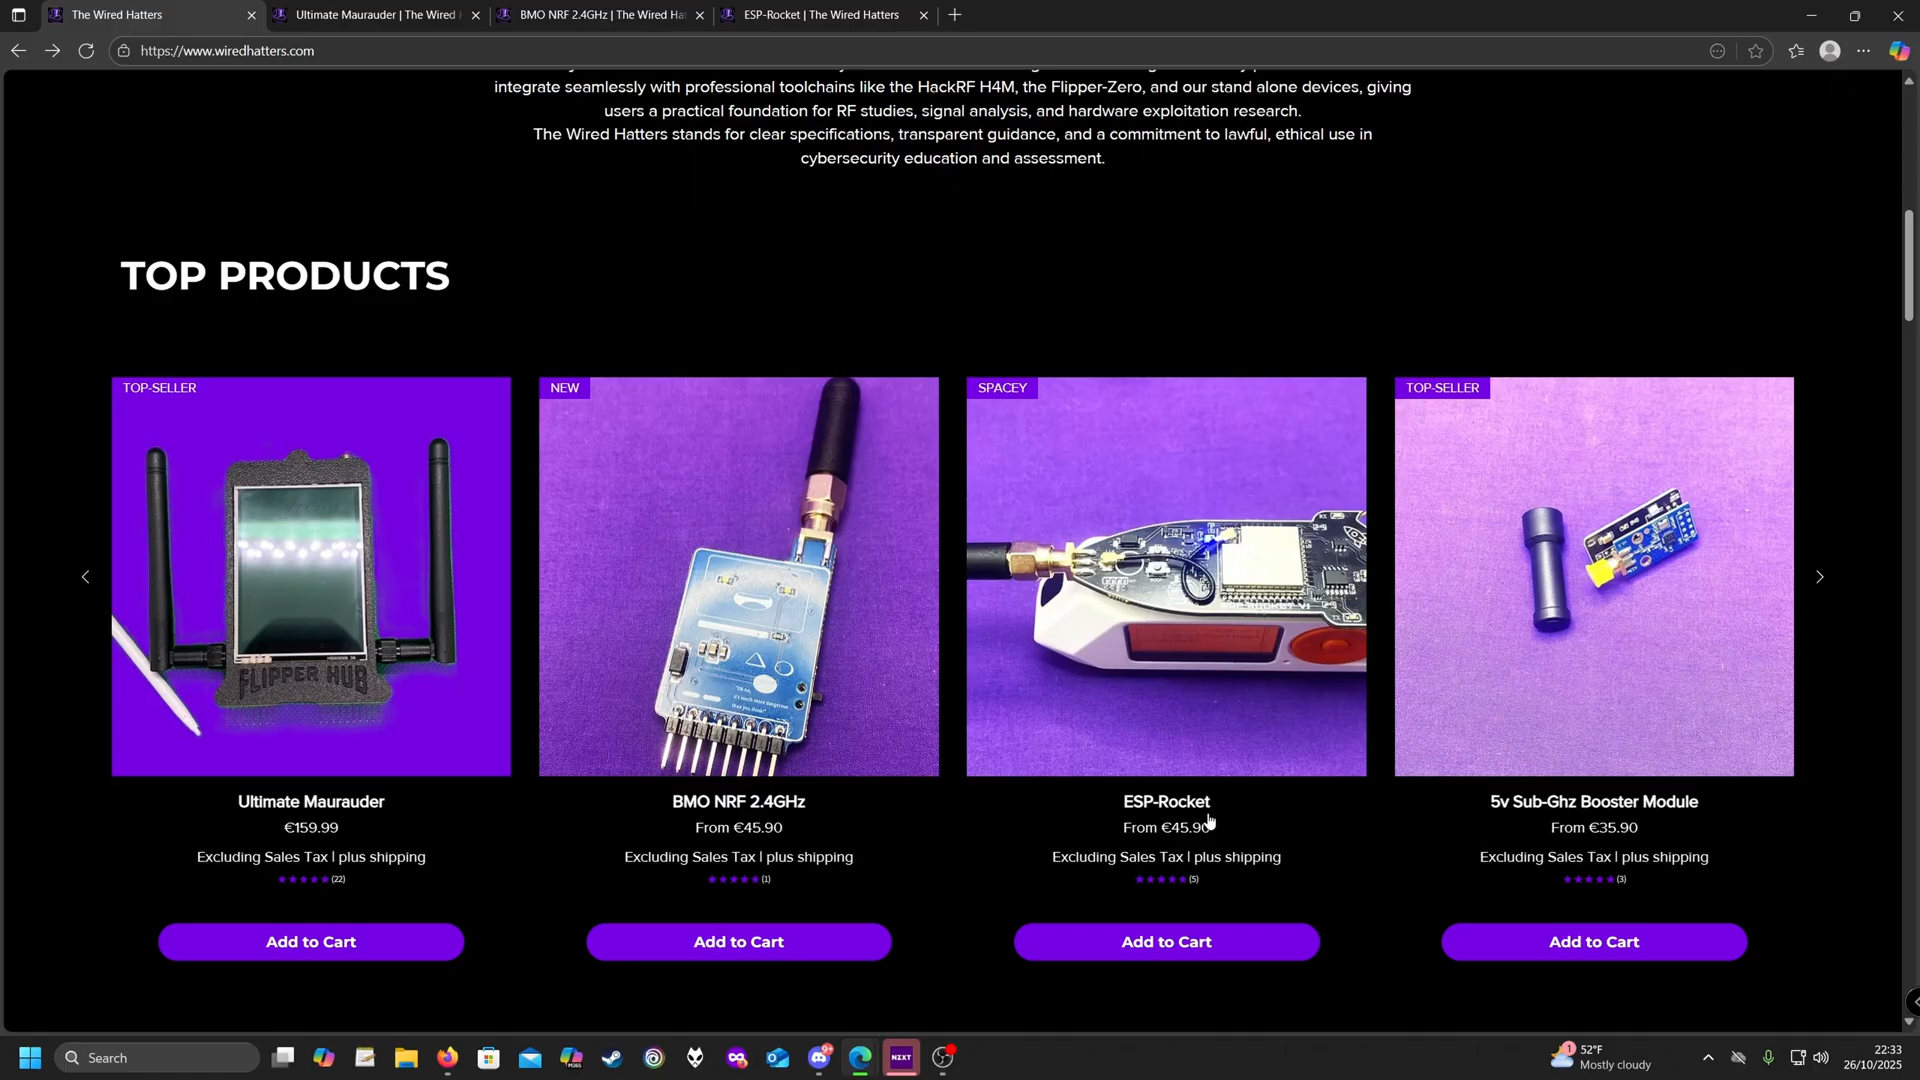 The Wired Hatters
Ultimate Maurauder | The Wired
BMO NRF 2.4GHz | The Wired Hat
ESP-Rocket | The Wired Hatters
https://www.wiredhatters.com
integrate seamlessly with professional toolchains like the HackRF H4M, the Flipper-Zero, and our stand alone devices, giving
users a practical foundation for RF studies, signal analysis, and hardware exploitation research.
The Wired Hatters stands for clear specifications, transparent guidance, and a commitment to lawful, ethical use in
cybersecurity education and assessment.
TOP PRODUCTS
TOP-SELLER
NEW
SPACEY
TOP-SELLER
FLIPPER HUB
Ultimate Maurauder
€159.99
Excluding Sales Tax | plus shipping
(22)
Add to Cart
BMO NRF 2.4GHz
From €45.90
Excluding Sales Tax | plus shipping
(1)
Add to Cart
ESP-Rocket
From €45.90
Excluding Sales Tax | plus shipping
(5)
Add to Cart
5v Sub-Ghz Booster Module
From €35.90
Excluding Sales Tax | plus shipping
(3)
Add to Cart
Search
M365
9+
NZXT
1
52°F
Mostly cloudy
22:33
26/10/2025